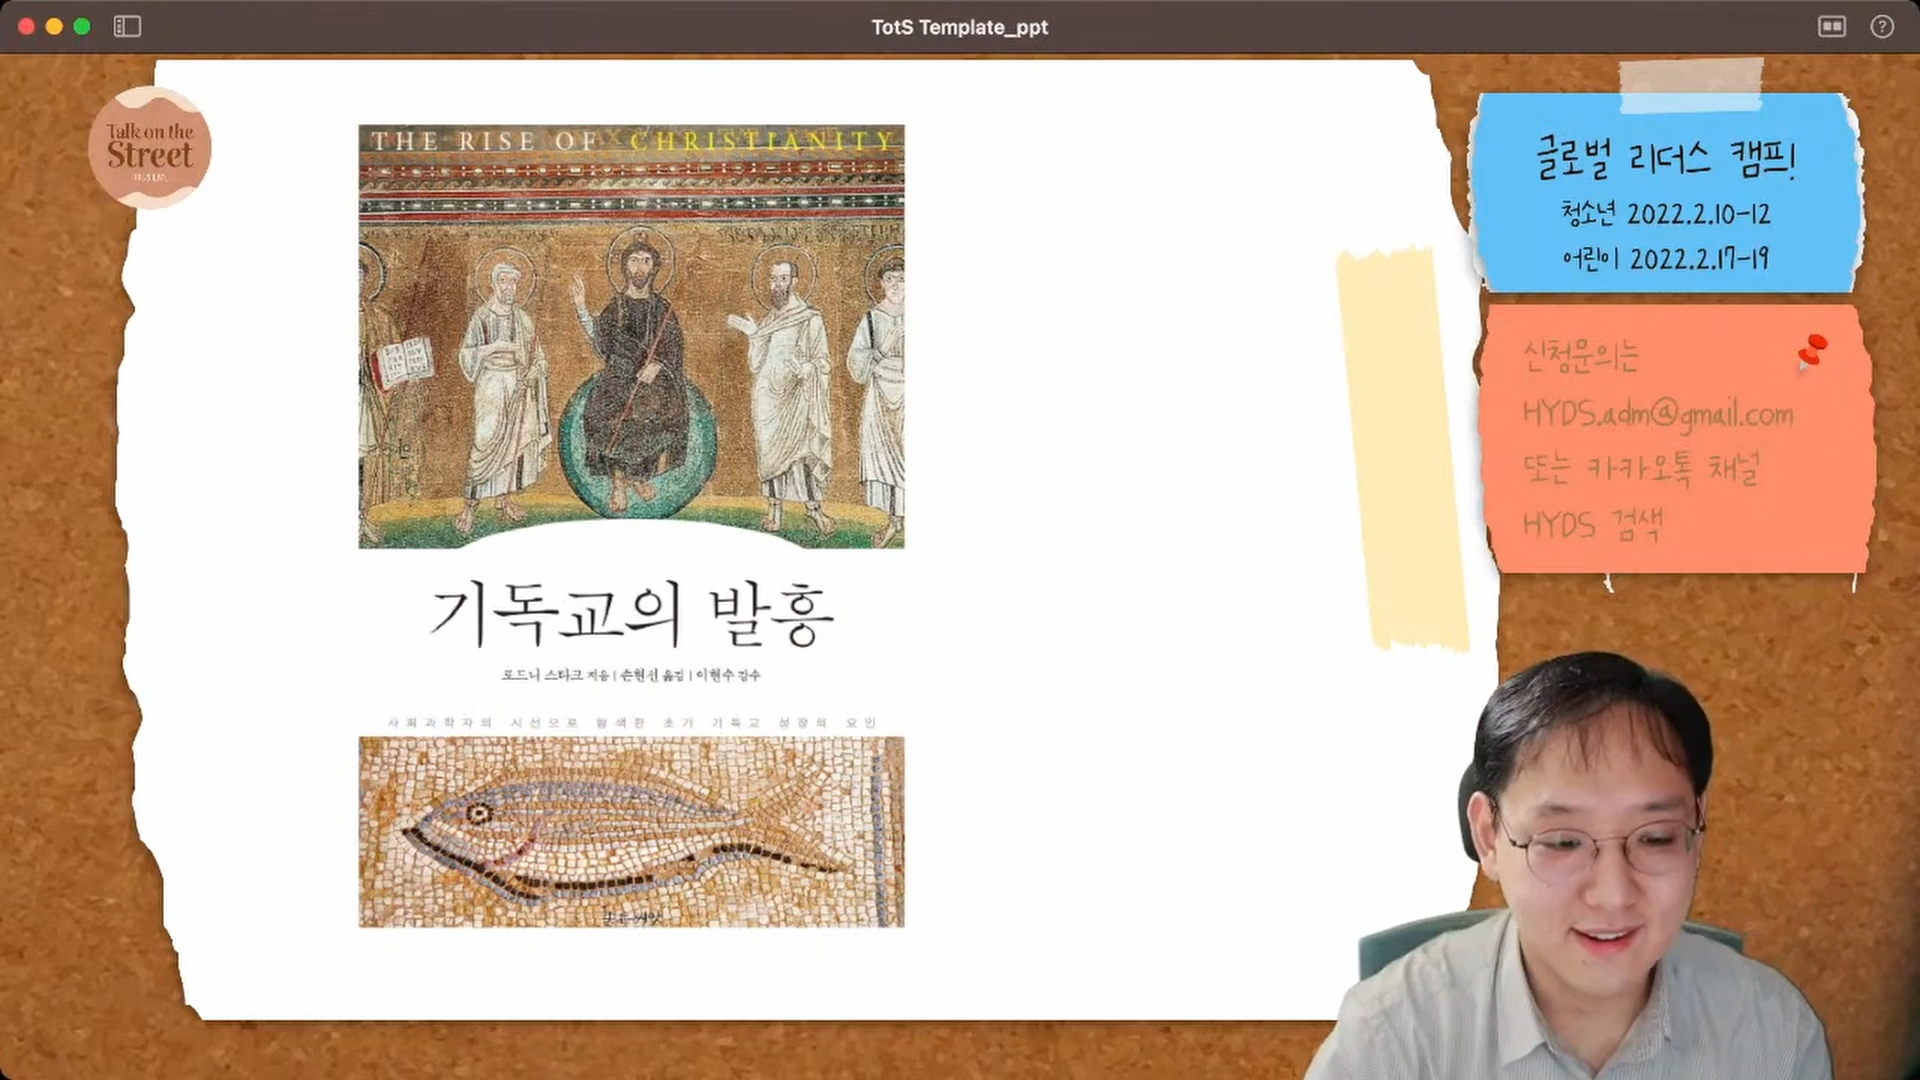 TotS Template_ppt
Talk on the
Street
THE RISE OF CHRISTIANITY
기독교의 발흥
로드니 스타크 지음 | 손현선 옮김 | 이현수 감수
사회과학자의 시선으로 탐색한 초기 기독교 성장의 요인
글로벌 리더스 캠프!
청소년 2022.2.10-12
어린이 2022.2.17-19
신청문의는
HYDS.adm@gmail.com
또는 카카오톡 채널
HYDS 검색